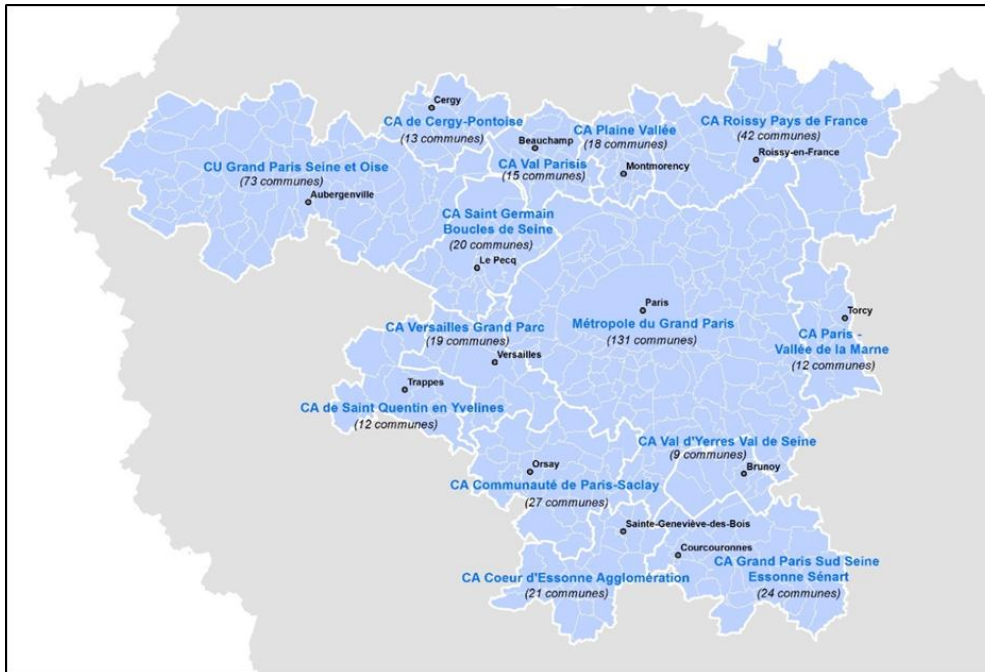 Cergy
CA de Cergy-Pontoise
(13 communes)
Beauchamp
CA Val Parisis
(15 communes)
CA Plaine Vallée
(18 communes)
Montmorency
CA Roissy Pays de France
(42 communes)
Roissy-en-France
CU Grand Paris Seine et Oise
(73 communes)
Aubergenville
CA Saint Germain
Boucles de Seine
(20 communes)
Le Pecq
Paris
Métropole du Grand Paris
(131 communes)
Torcy
CA Paris -
Vallée de la Marne
(12 communes)
CA Versailles Grand Parc
(19 communes)
Versailles
Trappes
CA de Saint Quentin en Yvelines
(12 communes)
CA Val d'Yerres Val de Seine
(9 communes)
Brunoy
Orsay
CA Communauté de Paris-Saclay
(27 communes)
Sainte-Geneviève-des-Bois
CA Coeur d'Essonne Agglomération
(21 communes)
Courcouronnes
CA Grand Paris Sud Seine
Essonne Sénart
(24 communes)